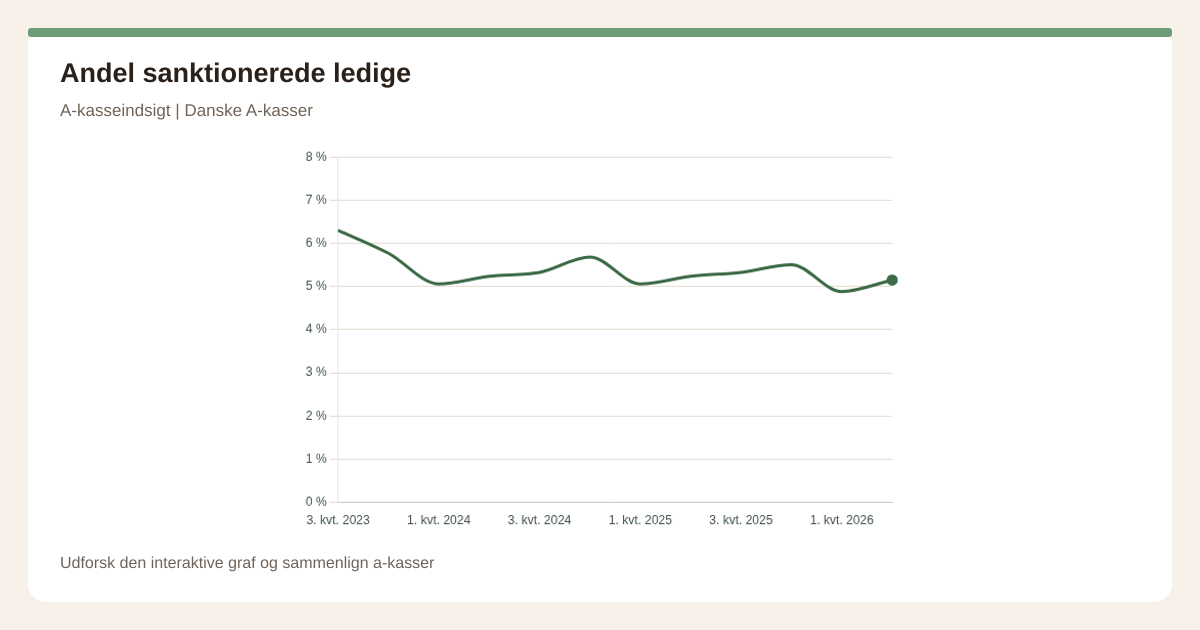 Andel sanktionerede ledige
A-kasseindsigt | Danske A-kasser
8 %
7 %
6 %
5 %
4 %
3 %
2 %
1 %
0 %
3. kvt. 2023 1. kvt. 2024 3. kvt. 2024 1. kvt. 2025 3. kvt. 2025 1. kvt. 2026
Udforsk den interaktive graf og sammenlign a-kasser